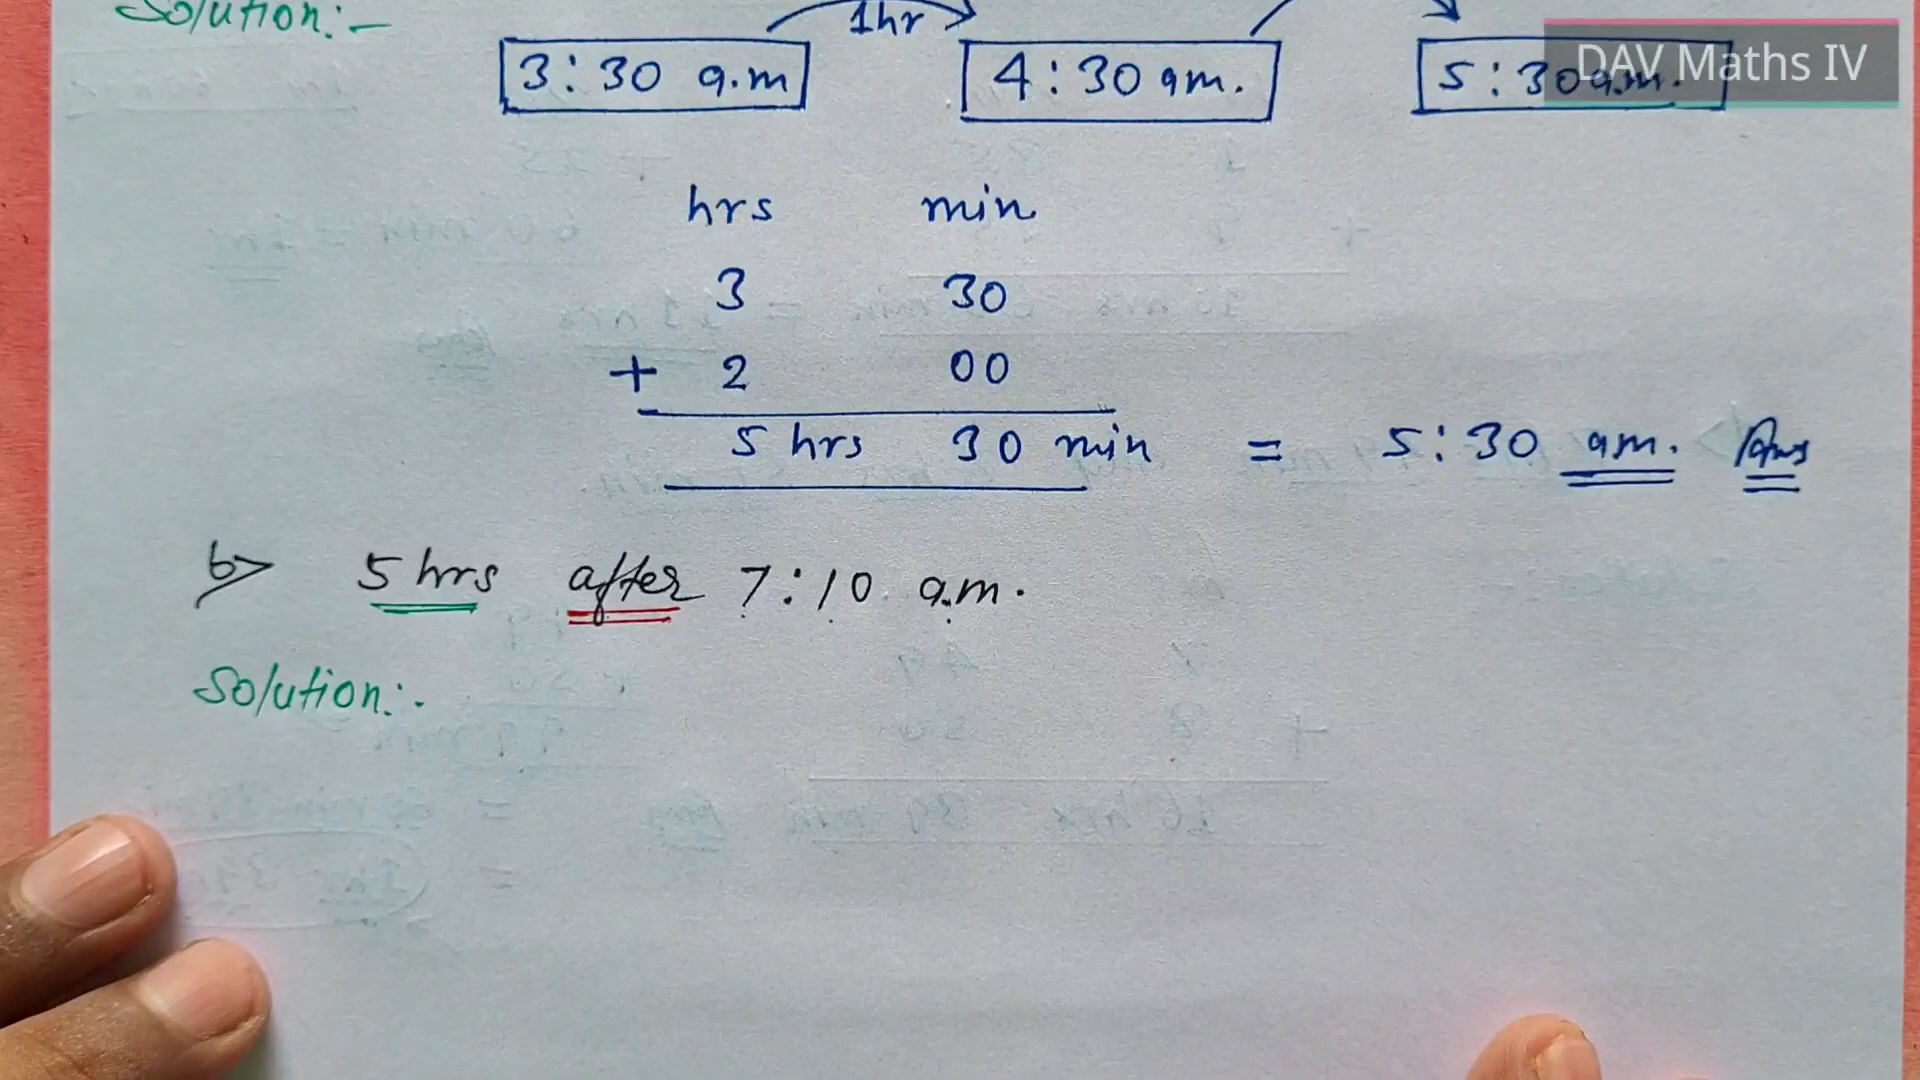 Solution:-
1hr
3:30 a.m 4:30 am. 5:30 a.m.
DAV Maths IV
hrs min
3 30
+ 2 00
5 hrs 30 min = 5:30 am. Ans
b> 5 hrs after 7:10 a.m.
Solution:-